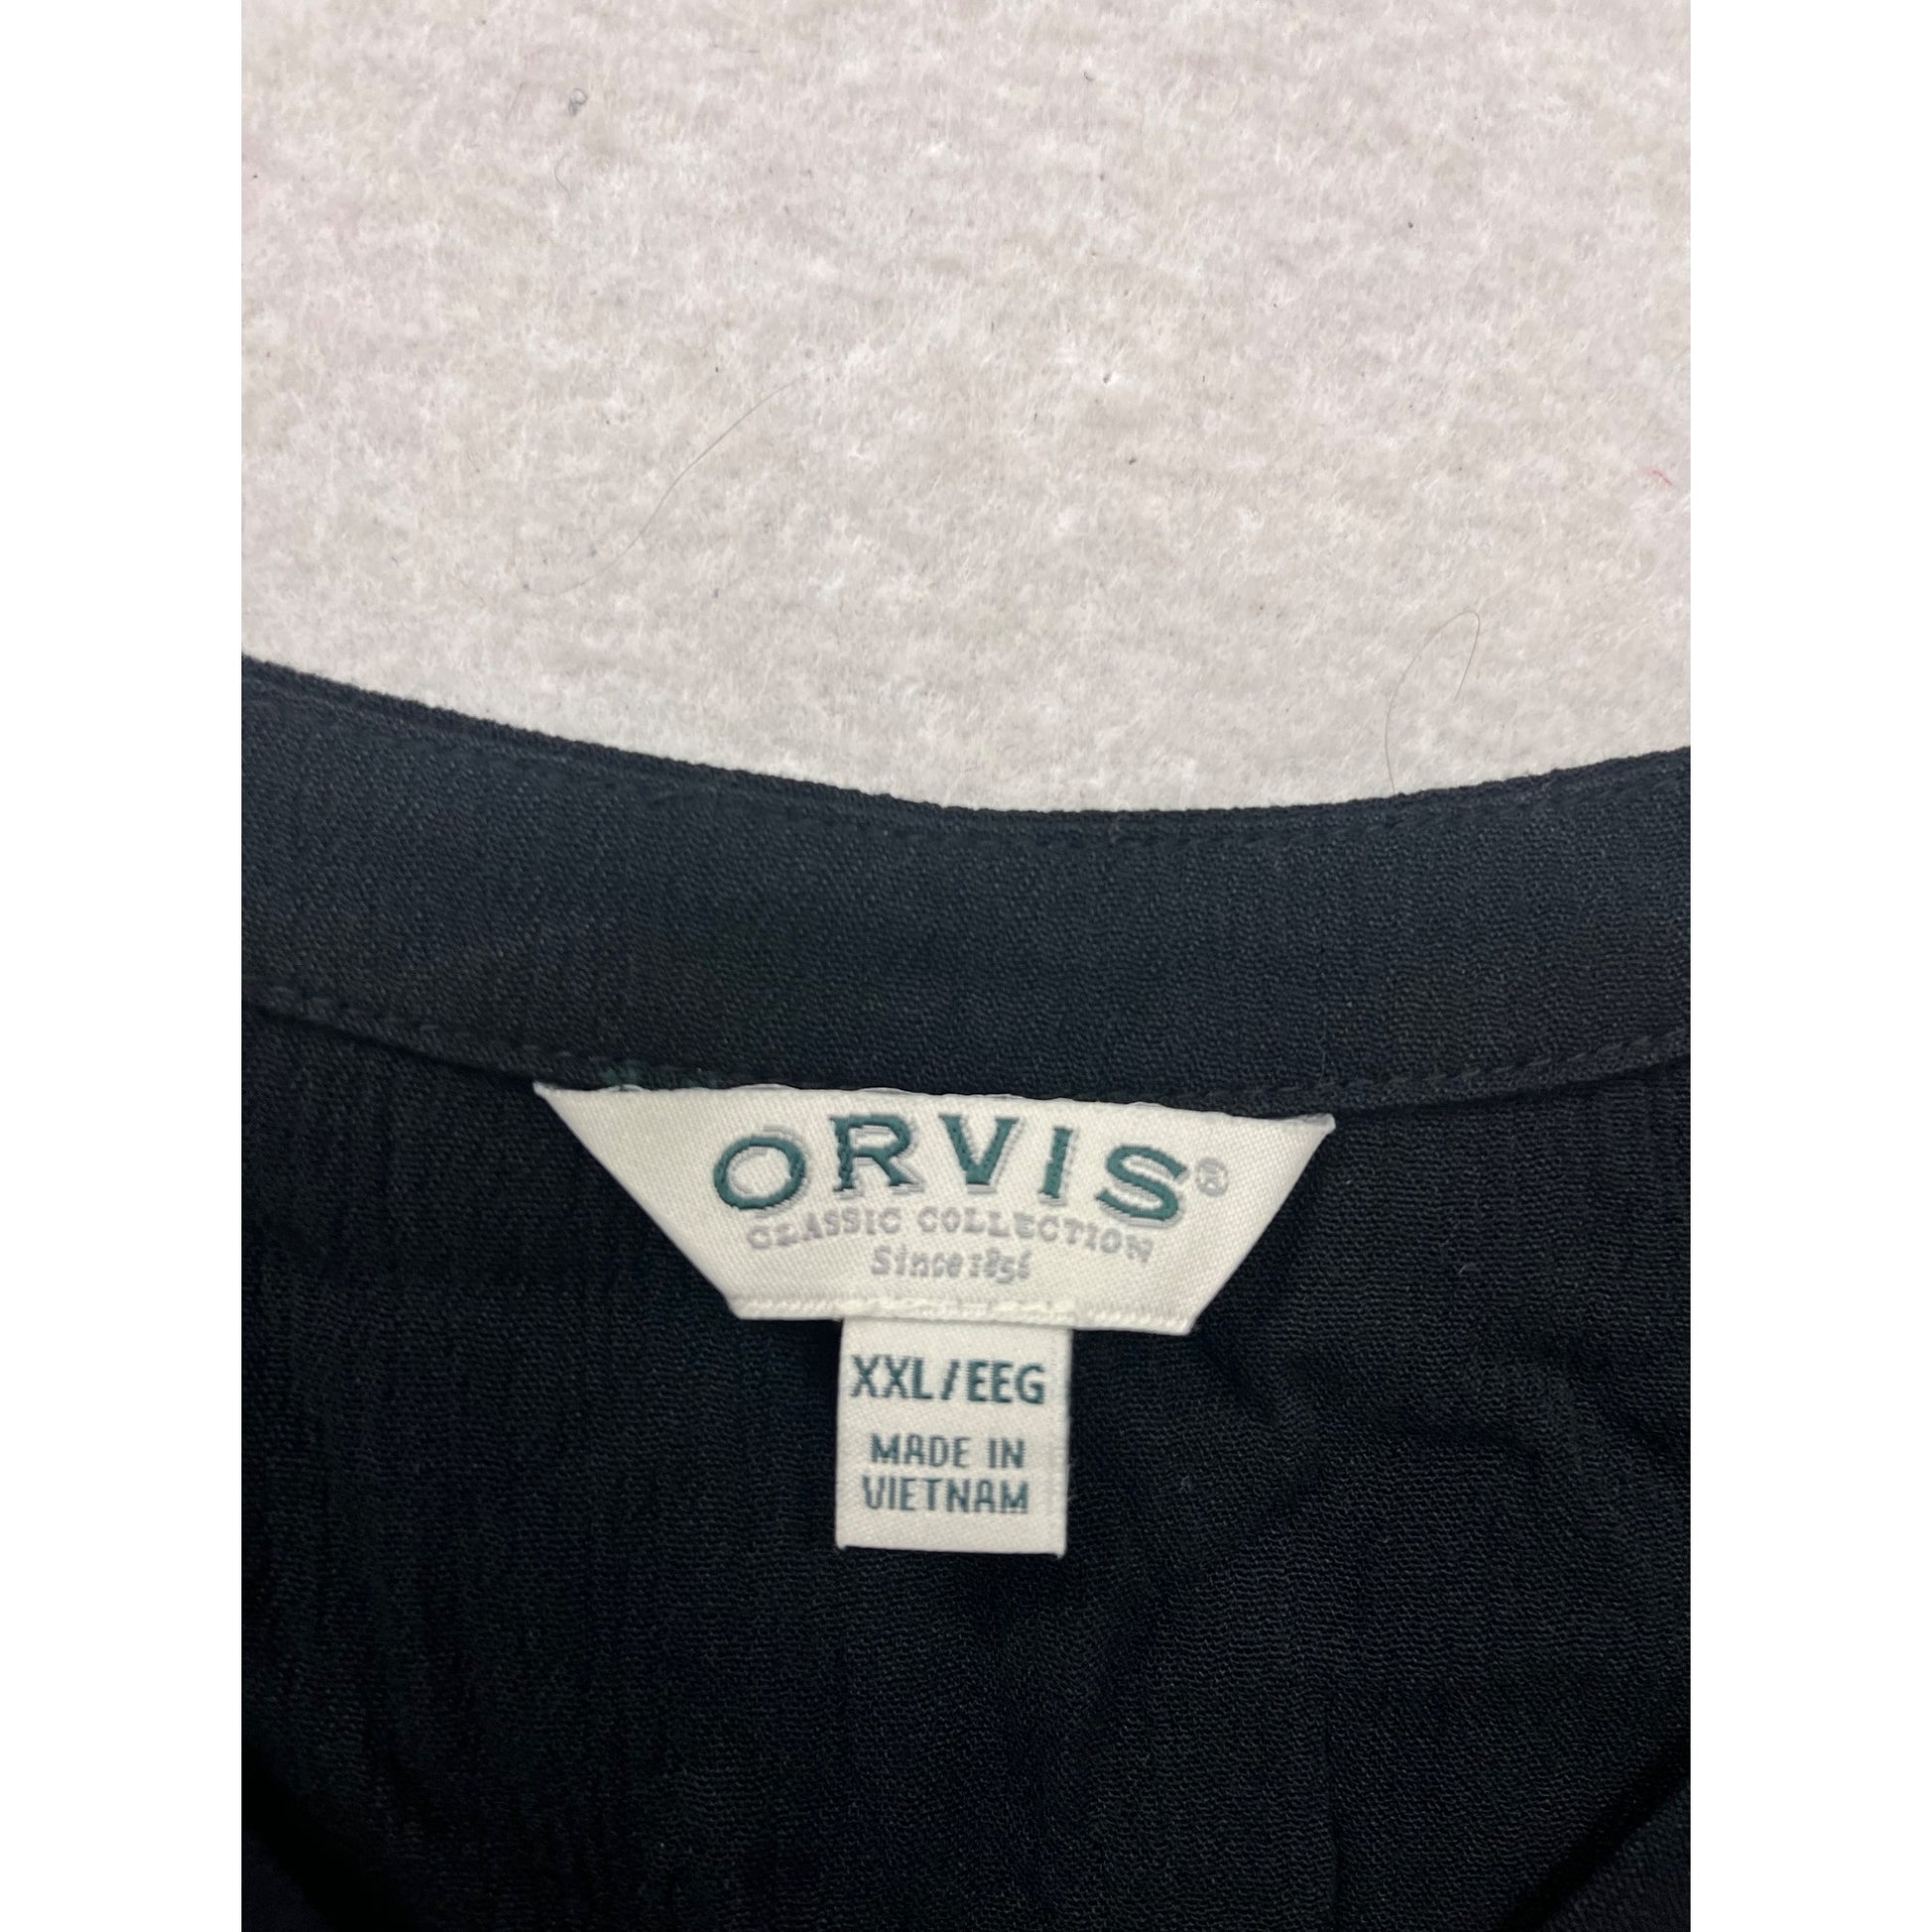 ORVIS®
CLASSIC COLLECTION
Since 1856
XXL/EEG
MADE IN
VIETNAM